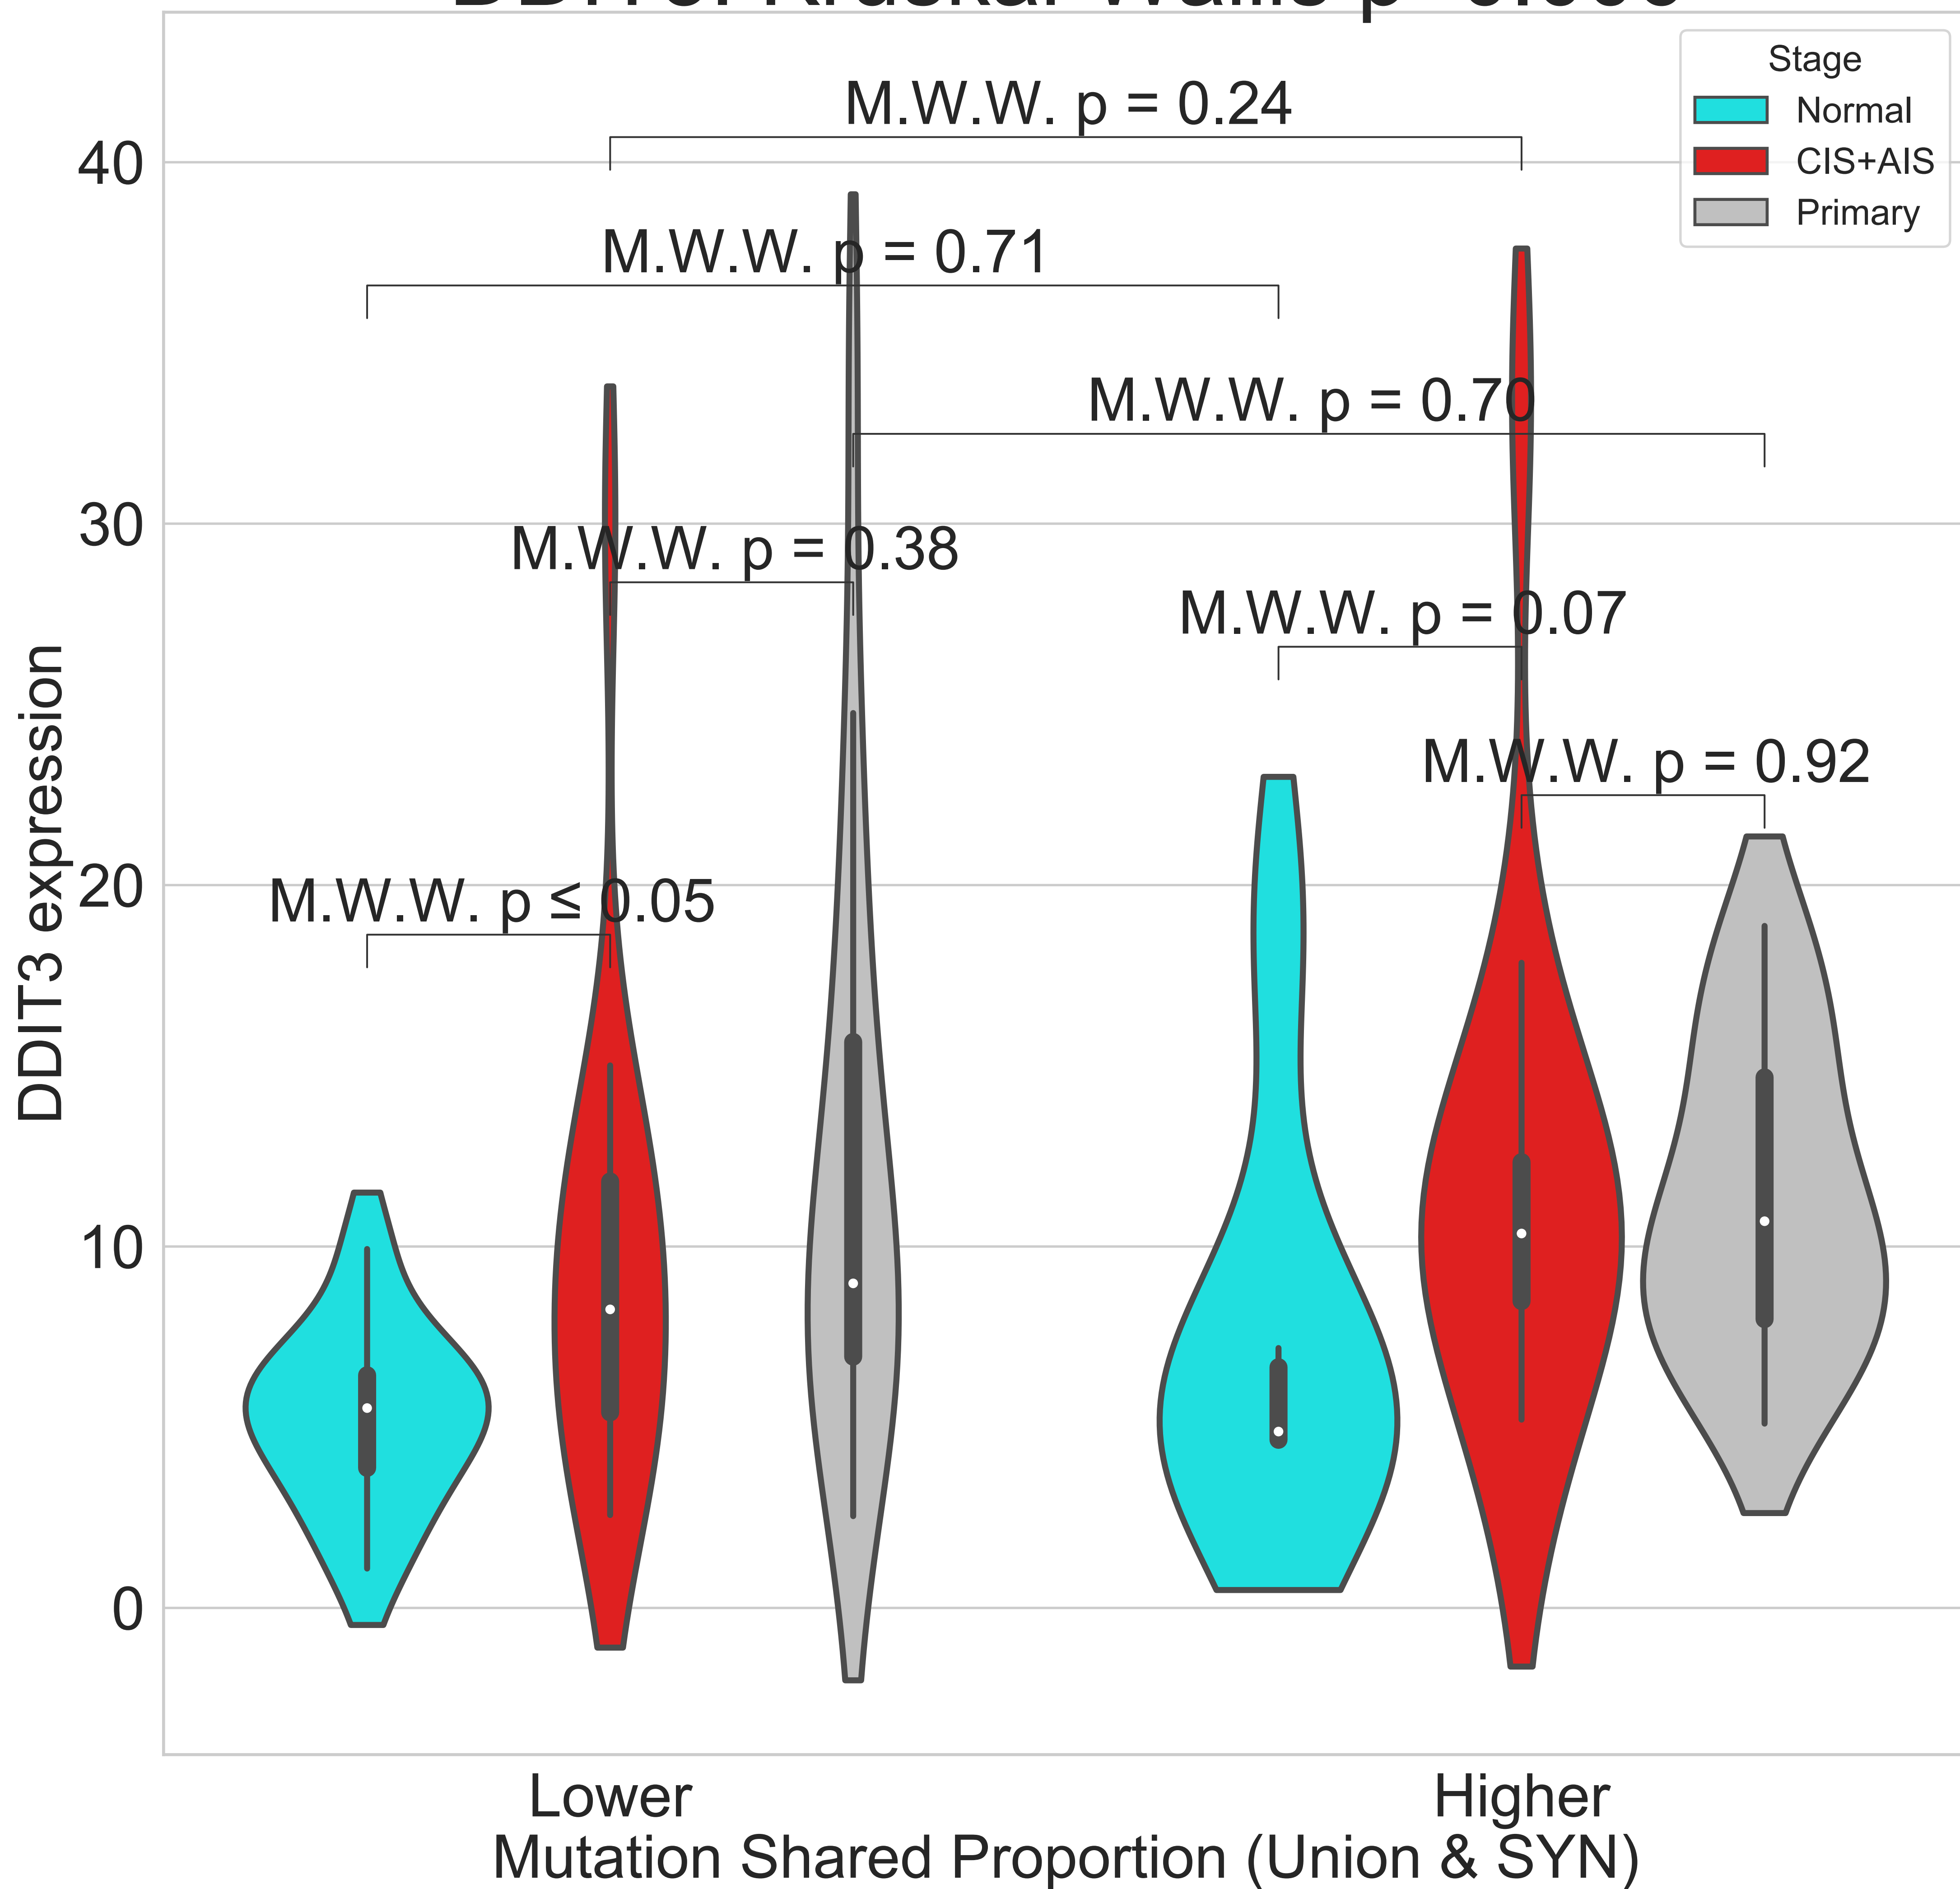 Stage
Normal
CIS+AIS
Primary
M.W.W. p = 0.24
40
M.W.W. p = 0.71
M.W.W. p = 0.70
30
M.W.W. p = 0.38
M.W.W. p = 0.07
M.W.W. p = 0.92
20
M.W.W. p ≤ 0.05
10
0
DDIT3 expression
Lower
Higher
Mutation Shared Proportion (Union & SYN)